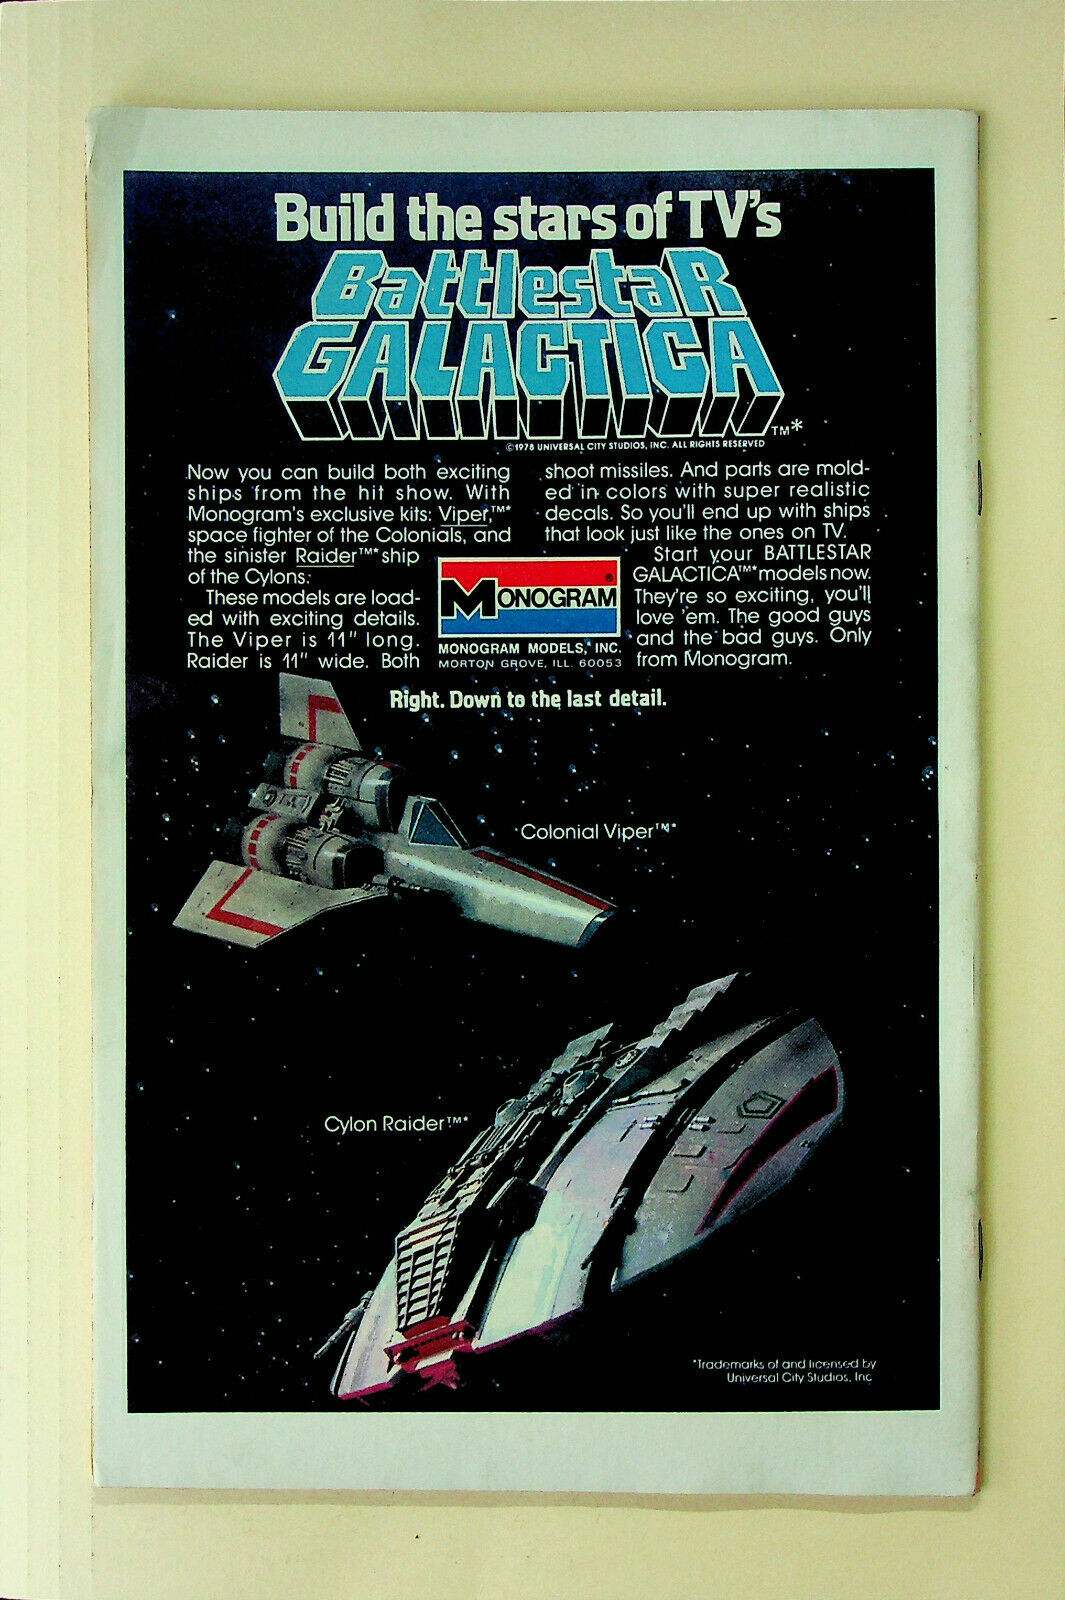 Build the stars of TV's
BattlestaR
GALACTICA
TM*
©1978 UNIVERSAL CITY STUDIOS, INC. ALL RIGHTS RESERVED
Now you can build both exciting
ships from the hit show. With
Monogram's exclusive kits: Viper,™*
space fighter of the Colonials, and
the sinister Raider™* ship
of the Cylons.
These models are load-
ed with exciting details.
The Viper is 11" long.
Raider is 11" wide. Both
shoot missiles. And parts are mold-
ed in colors with super realistic
decals. So you'll end up with ships
that look just like the ones on TV.
Start your BATTLESTAR
GALACTICA™* models now.
They're so exciting, you'll
love 'em. The good guys
and the bad guys. Only
from Monogram.
MONOGRAM®
MONOGRAM MODELS, INC.
MORTON GROVE, ILL. 60053
Right. Down to the last detail.
Colonial Viper™*
Cylon Raider™*
*Trademarks of and licensed by
Universal City Studios, Inc